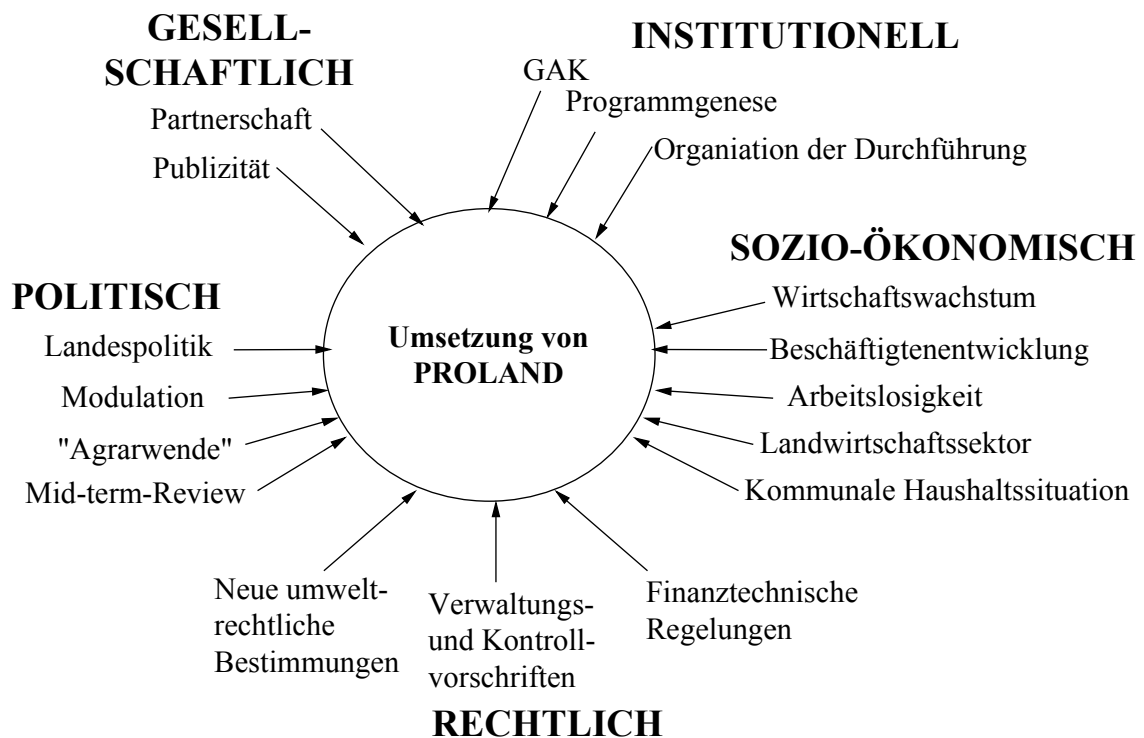 GESELL-
SCHAFTLICH
Partnerschaft
Publizität
INSTITUTIONELL
GAK
Programmgenese
Organiation der Durchführung
SOZIO-ÖKONOMISCH
Wirtschaftswachstum
Beschäftigtenentwicklung
Arbeitslosigkeit
Landwirtschaftssektor
Kommunale Haushaltssituation
POLITISCH
Landespolitik
Modulation
"Agrarwende"
Mid-term-Review
Umsetzung von
PROLAND
Neue umwelt-
rechtliche
Bestimmungen
Verwaltungs-
und Kontroll-
vorschriften
Finanztechnische
Regelungen
RECHTLICH